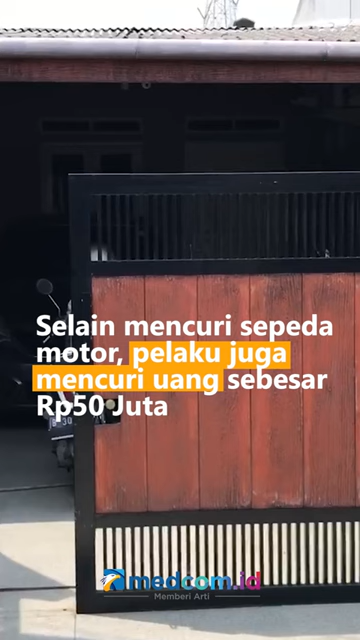 Selain mencuri sepeda
motor, pelaku juga
mencuri uang sebesar
Rp50 Juta
medcom.id
Memberi Arti